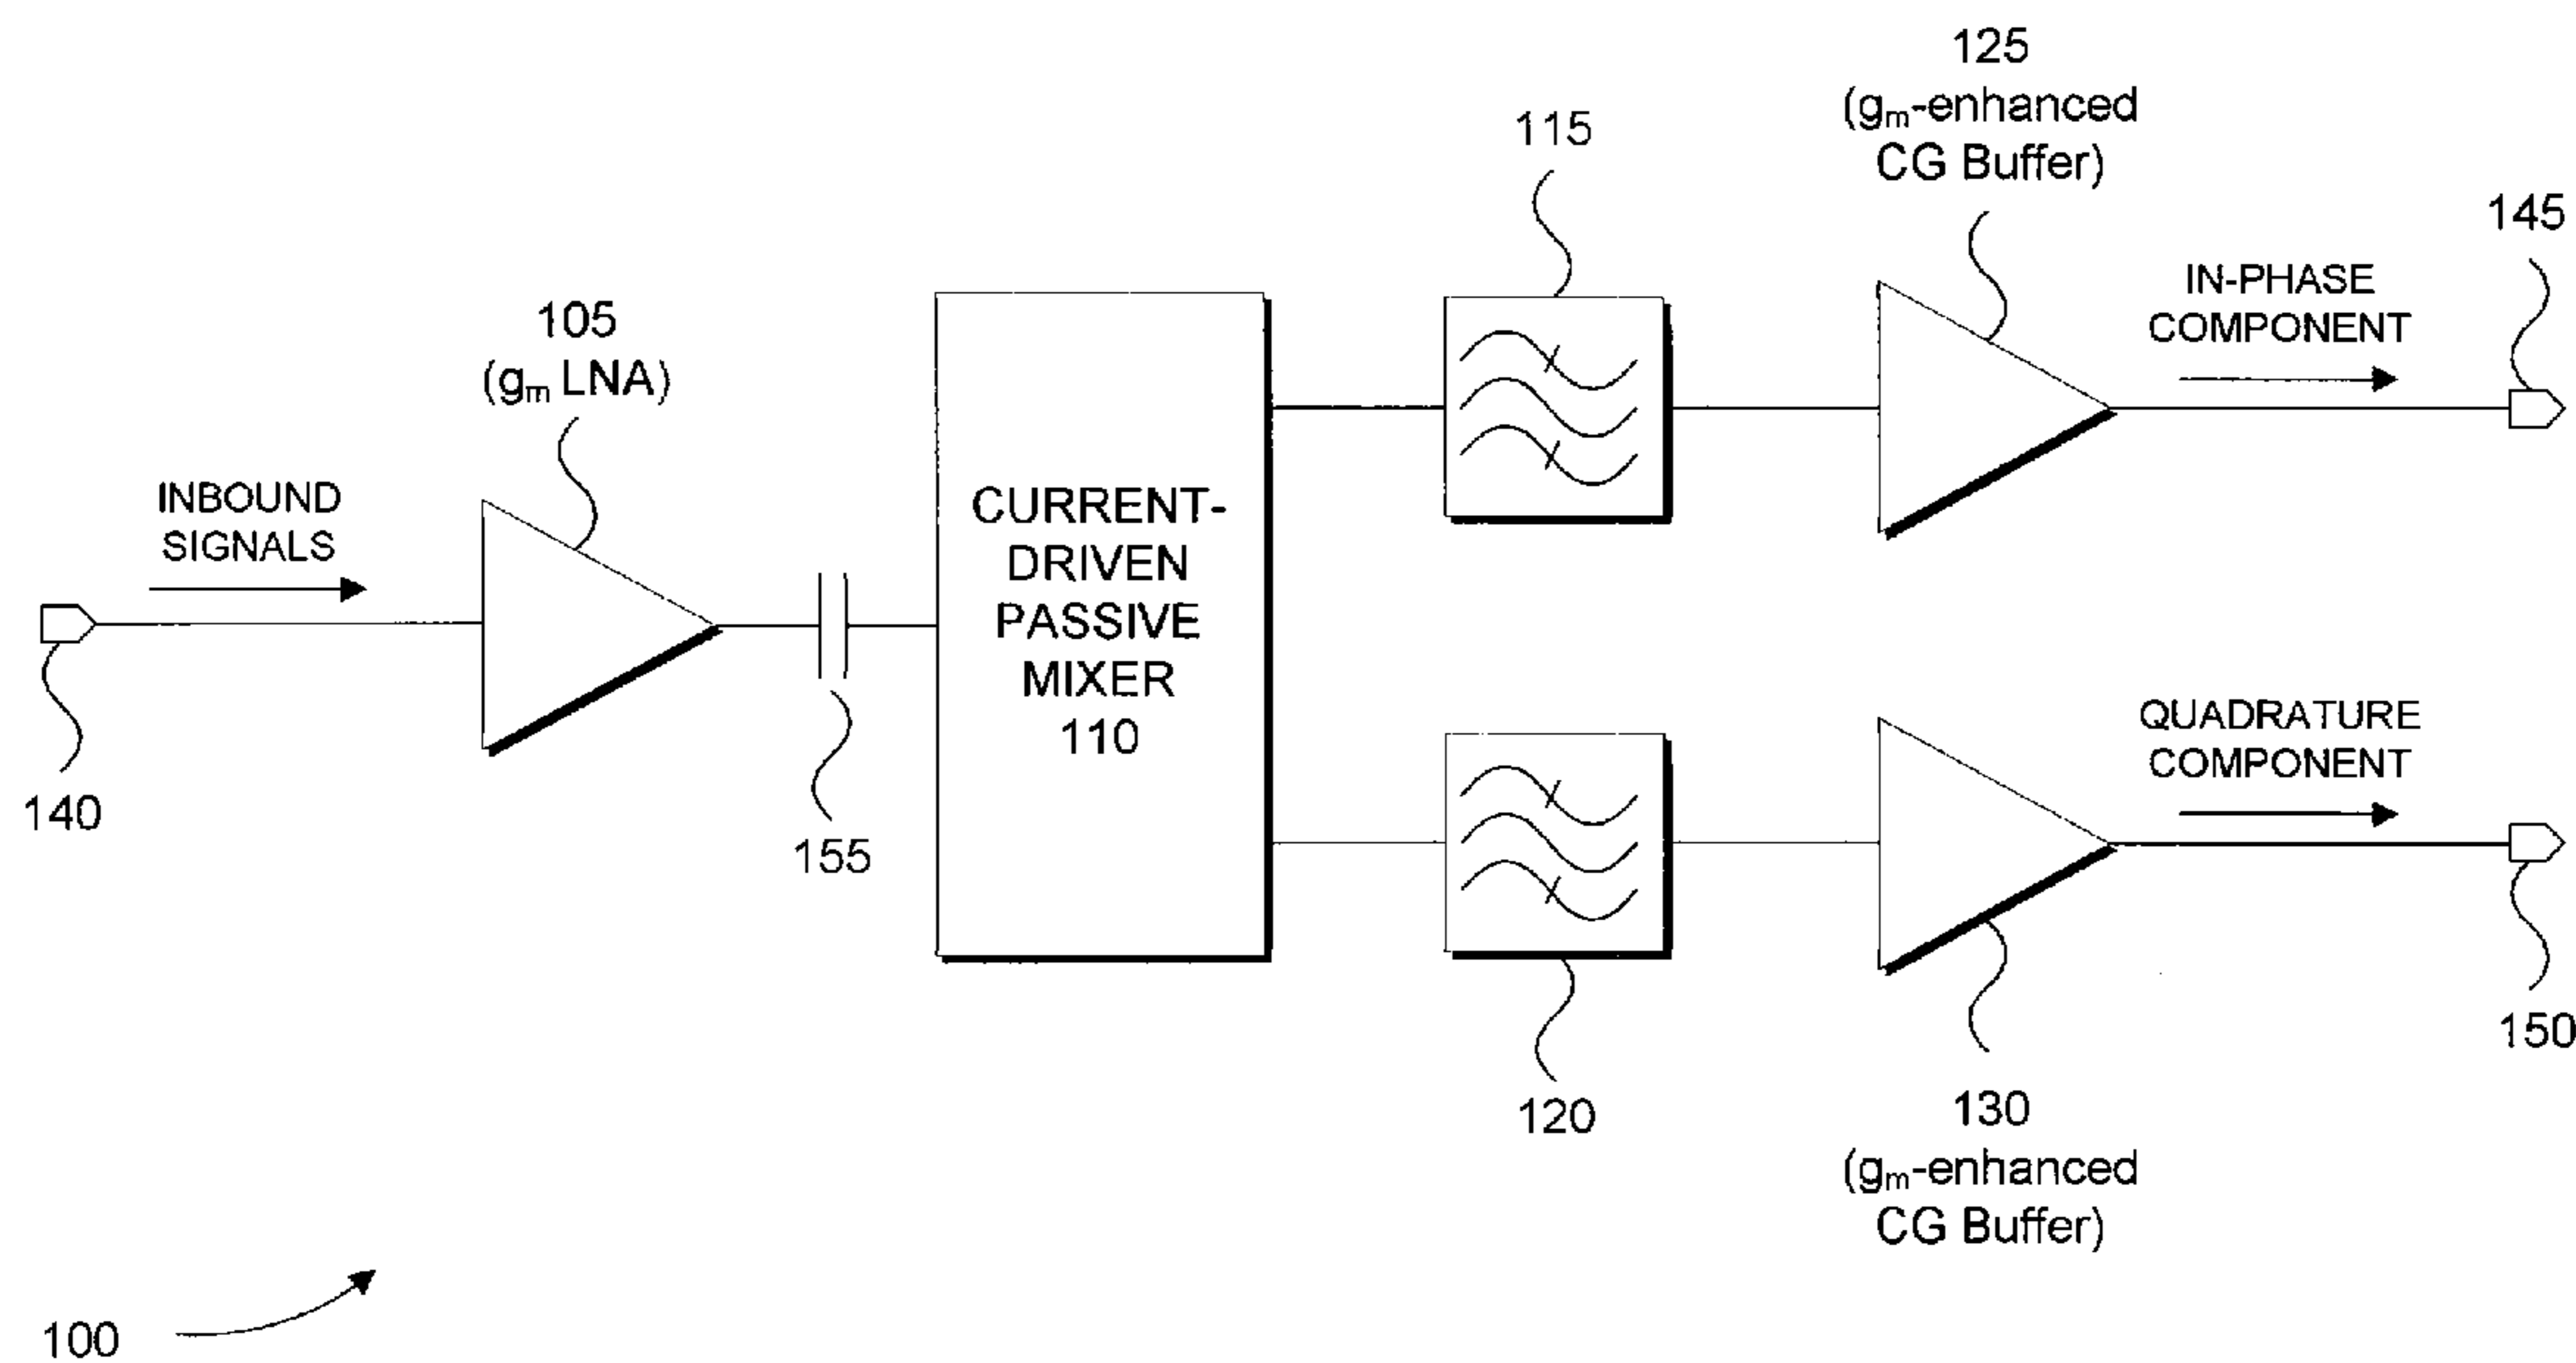 125
(gm-enhanced
CG Buffer)
115
145
IN-PHASE
COMPONENT
105
(gm LNA)
INBOUND
SIGNALS
CURRENT-
DRIVEN
PASSIVE
MIXER
110
QUADRATURE
COMPONENT
140
155
150
120
130
(gm-enhanced
CG Buffer)
100